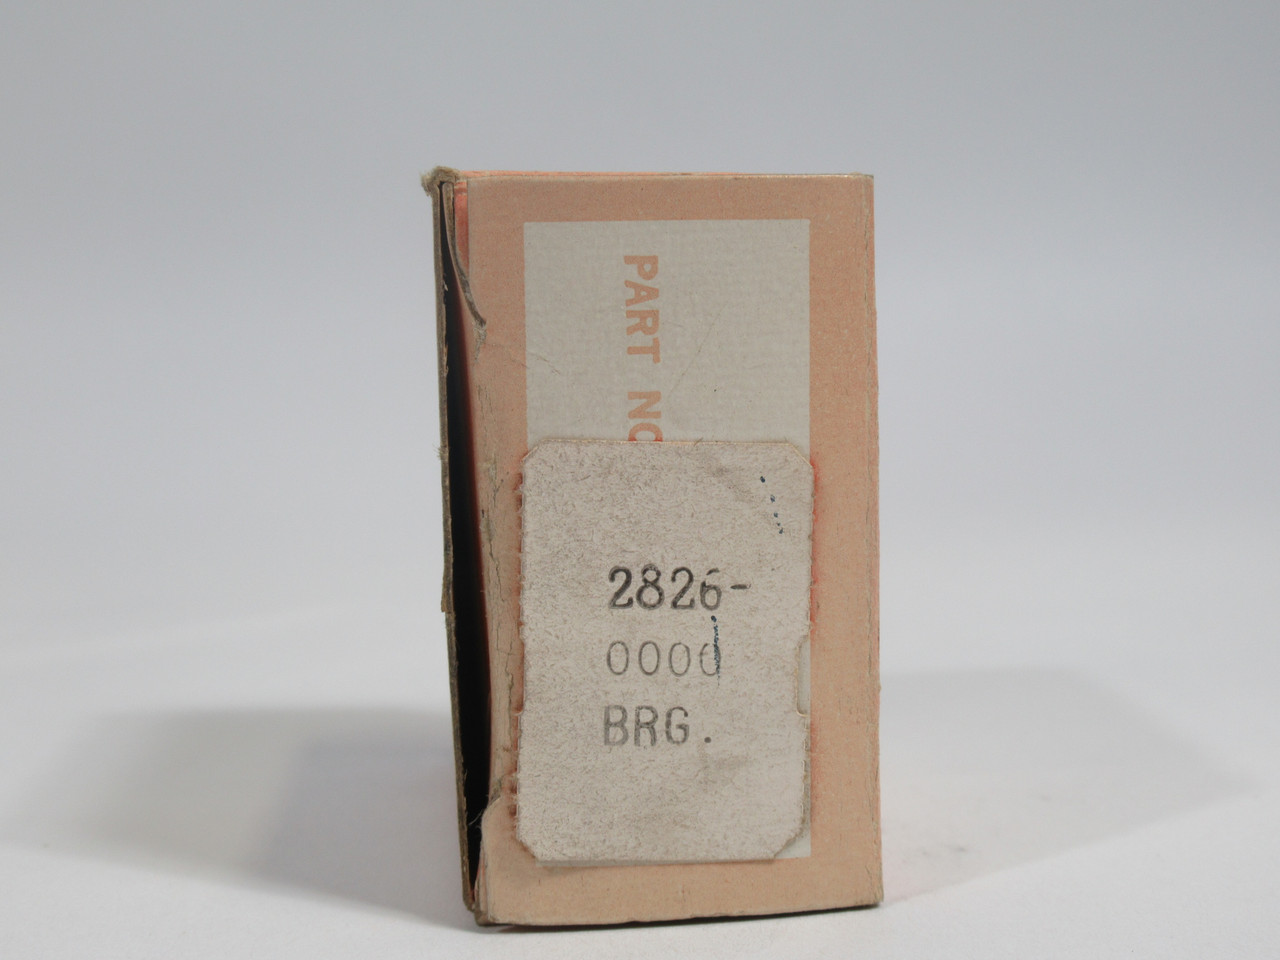 PART NO
2826-
0000
BRG.